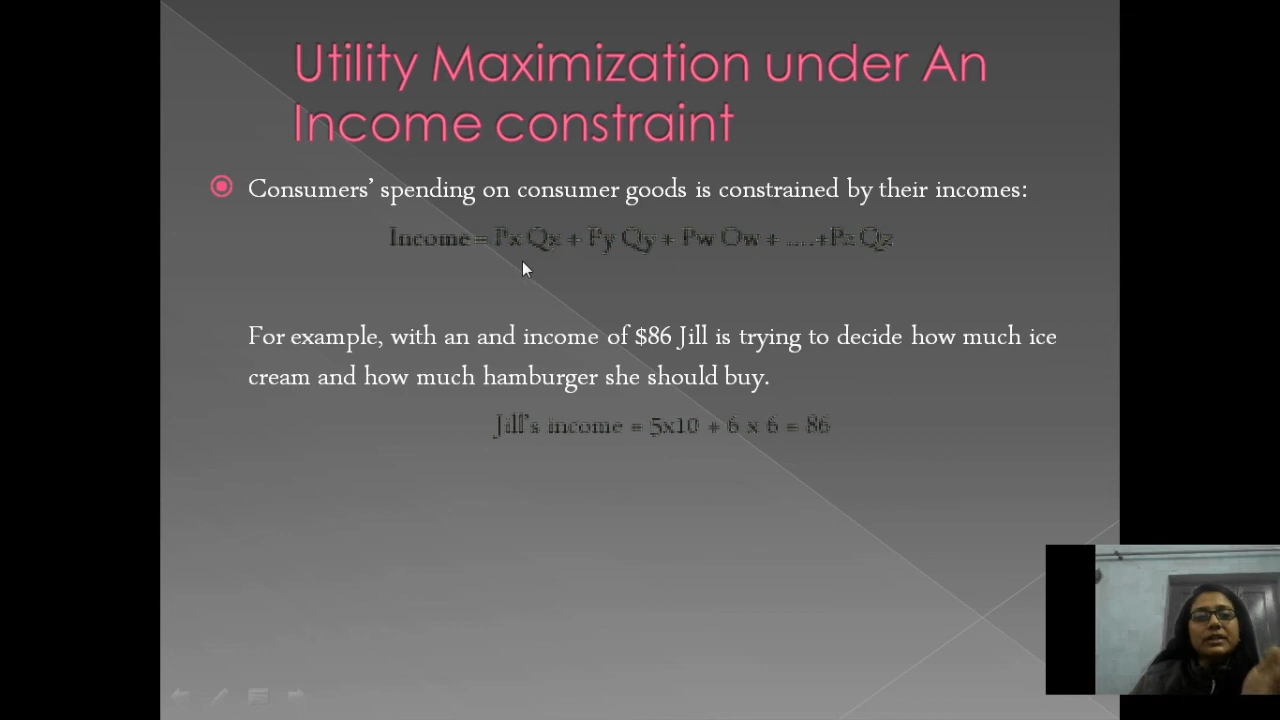 Utility Maximization under An
Income constraint
Consumers’ spending on consumer goods is constrained by their incomes:
Income = Px Qx + Py Qy + Pw Ow + ....+Pz Qz
For example, with an and income of $86 Jill is trying to decide how much ice
cream and how much hamburger she should buy.
Jill’s income = 5x10 + 6 x 6 = 86